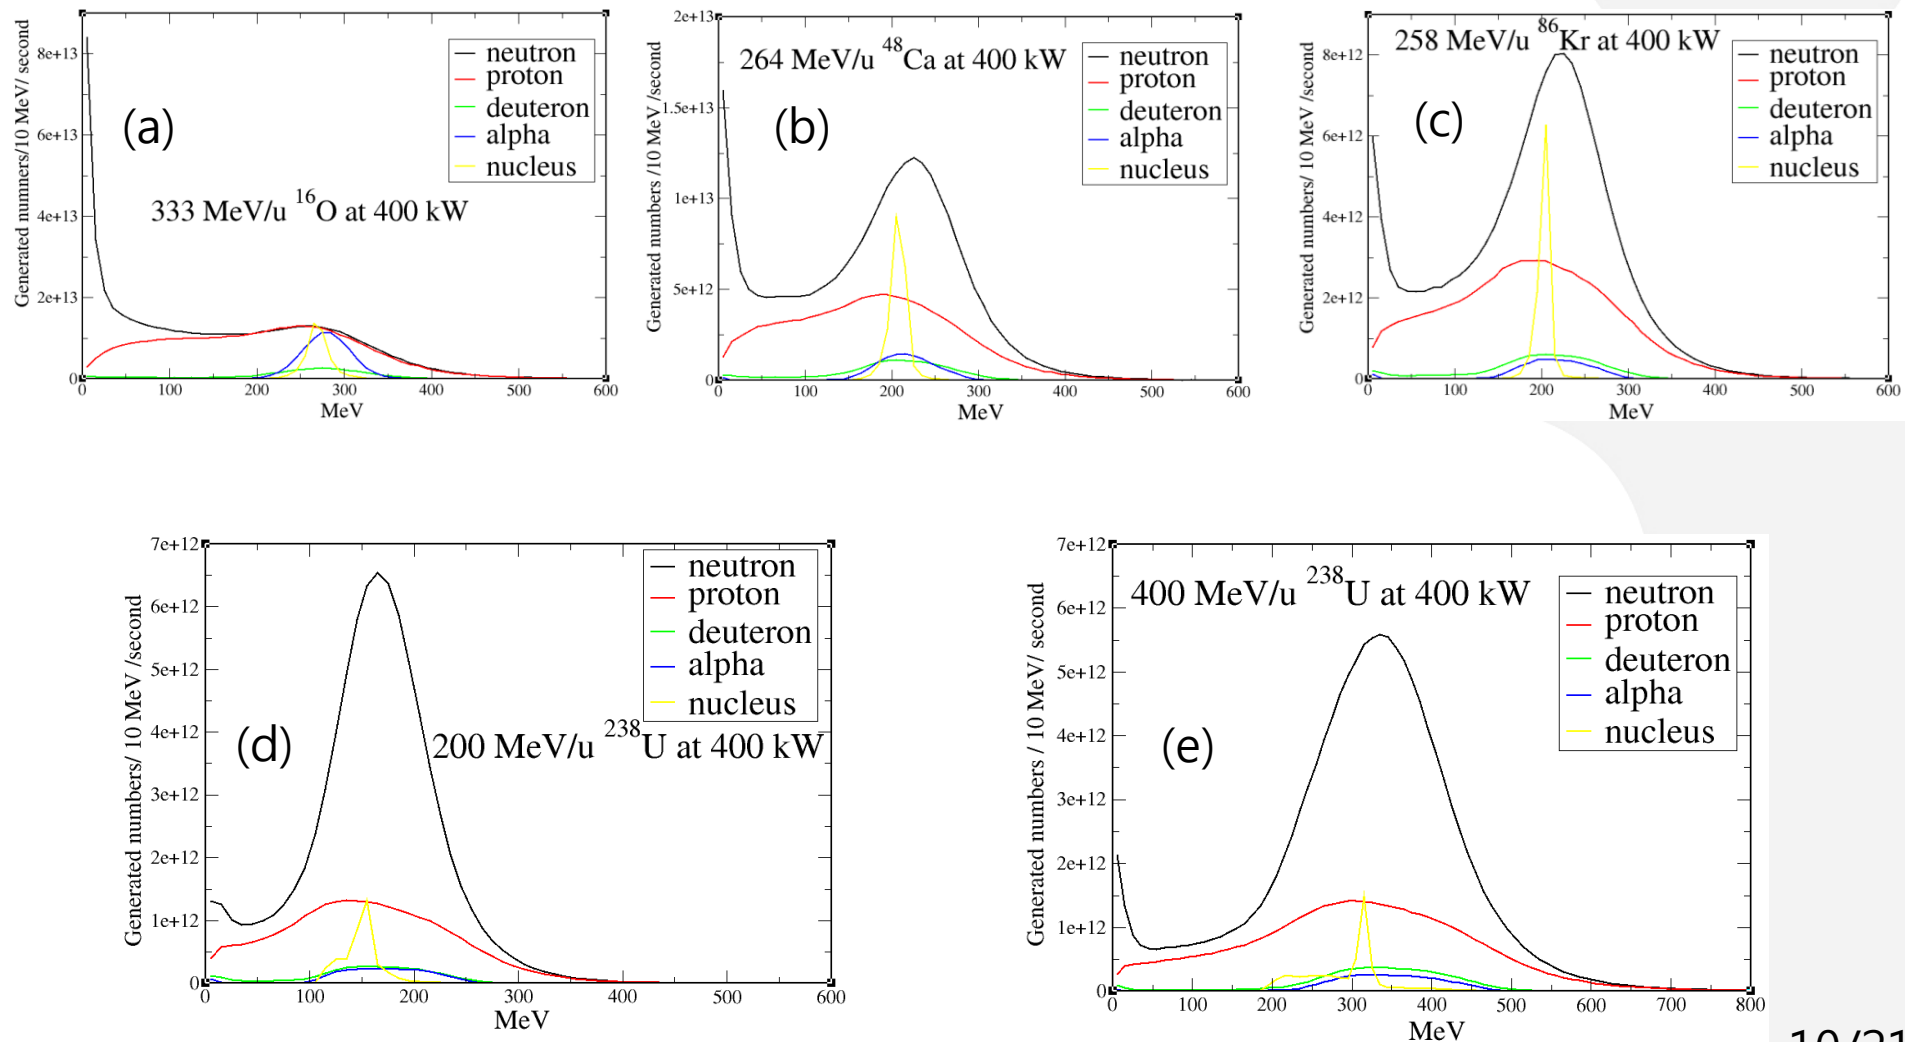 Generated numners/10 MeV/ second
8e+13
6e+13
4e+13
2e+13
0
0 100 200 300 400 500 600
MeV
(a)
333 MeV/u 16O at 400 kW
neutron
proton
deuteron
alpha
nucleus
Generated numbers /10 MeV /second
2e+13
1.5e+13
1e+13
5e+12
0
0 100 200 300 400 500 600
MeV
264 MeV/u 48Ca at 400 kW
(b)
neutron
proton
deuteron
alpha
nucleus
Generated numbers/ 10 MeV /second
8e+12
6e+12
4e+12
2e+12
0
0 100 200 300 400 500 600
MeV
258 MeV/u 86Kr at 400 kW
(c)
neutron
proton
deuteron
alpha
nucleus
Generated numbers/ 10 MeV /second
7e+12
6e+12
5e+12
4e+12
3e+12
2e+12
1e+12
0
0 100 200 300 400 500 600
MeV
neutron
proton
deuteron
alpha
nucleus
(d)
200 MeV/u 238U at 400 kW
Generated numbers / 10 MeV/ second
7e+12
6e+12
5e+12
4e+12
3e+12
2e+12
1e+12
0
0 100 200 300 400 500 600 700 800
MeV
400 MeV/u 238U at 400 kW
(e)
neutron
proton
deuteron
alpha
nucleus